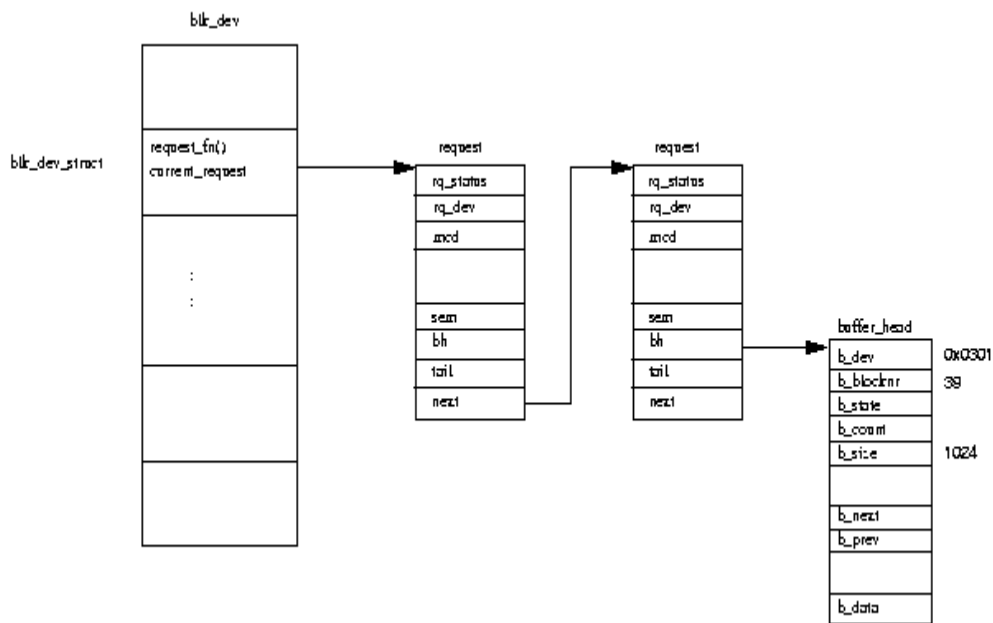 blk_dev
blk_dev_struct
request_fn()
current_request
:
:
request
rq_status
rq_dev
mcd
sem
bh
tail
next
request
rq_status
rq_dev
mcd
sem
bh
tail
next
buffer_head
b_dev 0x0301
b_blocknr 39
b_state
b_count
b_size 1024
b_next
b_prev
b_data